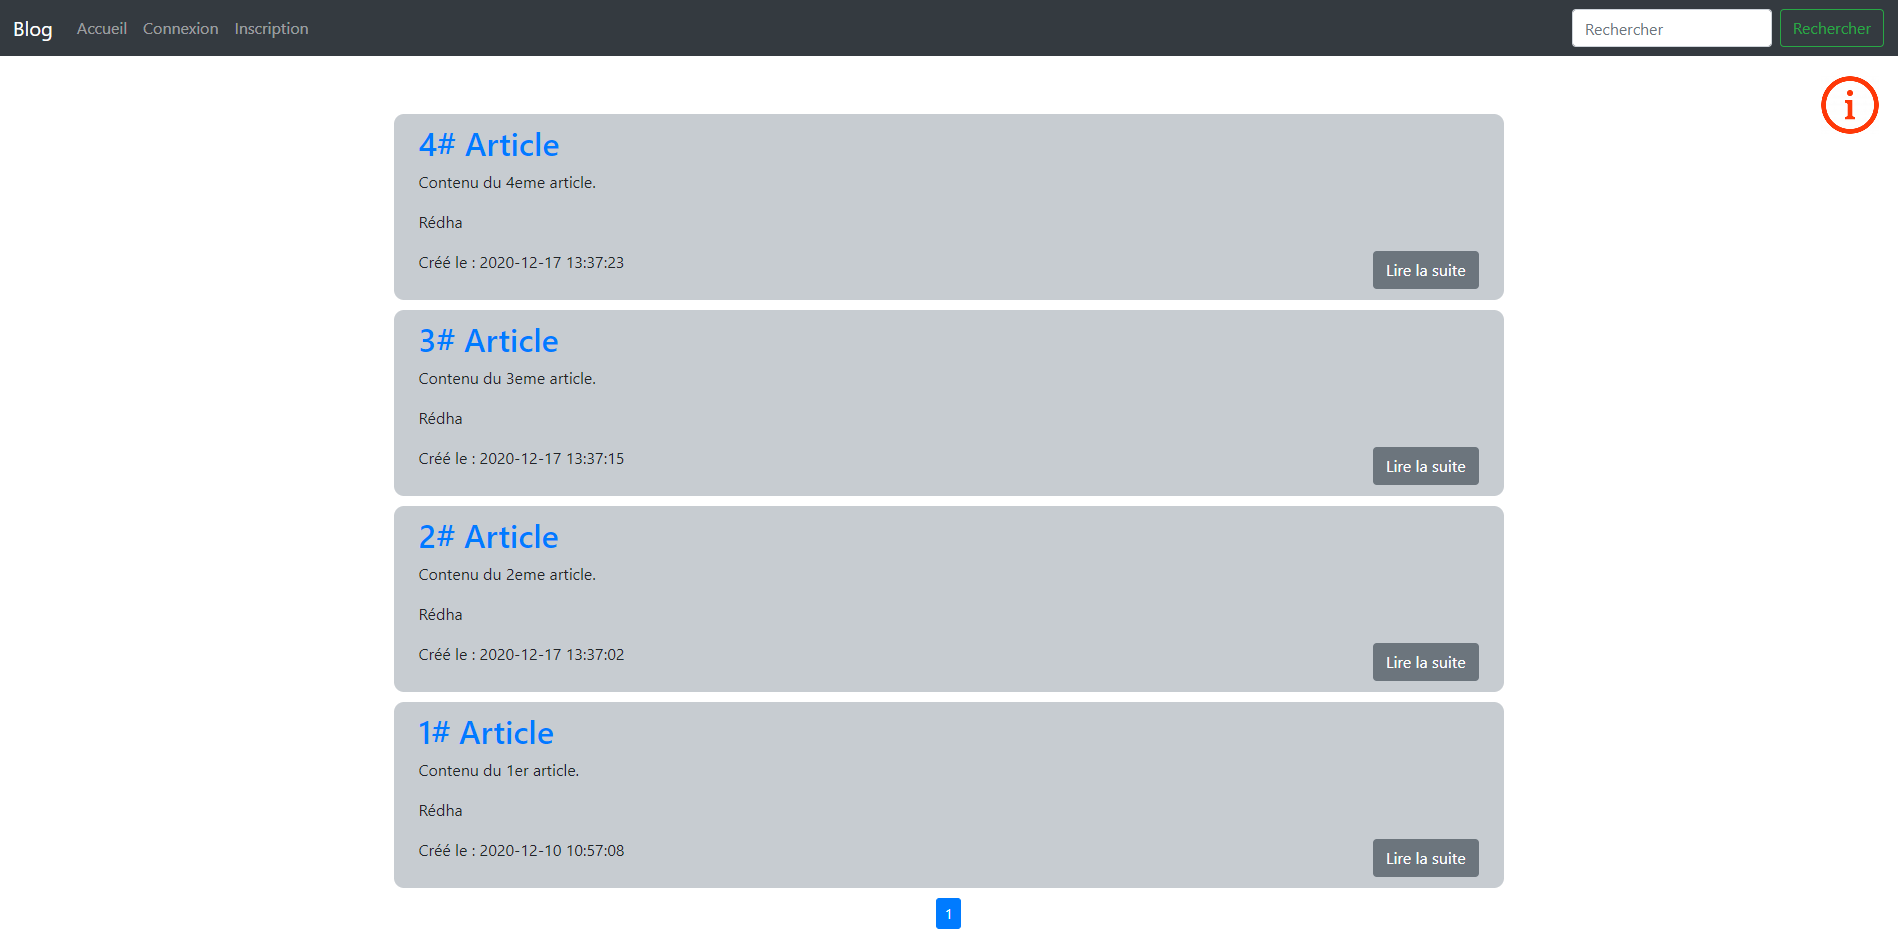 Blog Accueil Connexion Inscription Rechercher Rechercher
i
4# Article
Contenu du 4eme article.
Rédha
Créé le : 2020-12-17 13:37:23
Lire la suite
3# Article
Contenu du 3eme article.
Rédha
Créé le : 2020-12-17 13:37:15
Lire la suite
2# Article
Contenu du 2eme article.
Rédha
Créé le : 2020-12-17 13:37:02
Lire la suite
1# Article
Contenu du 1er article.
Rédha
Créé le : 2020-12-10 10:57:08
Lire la suite
1